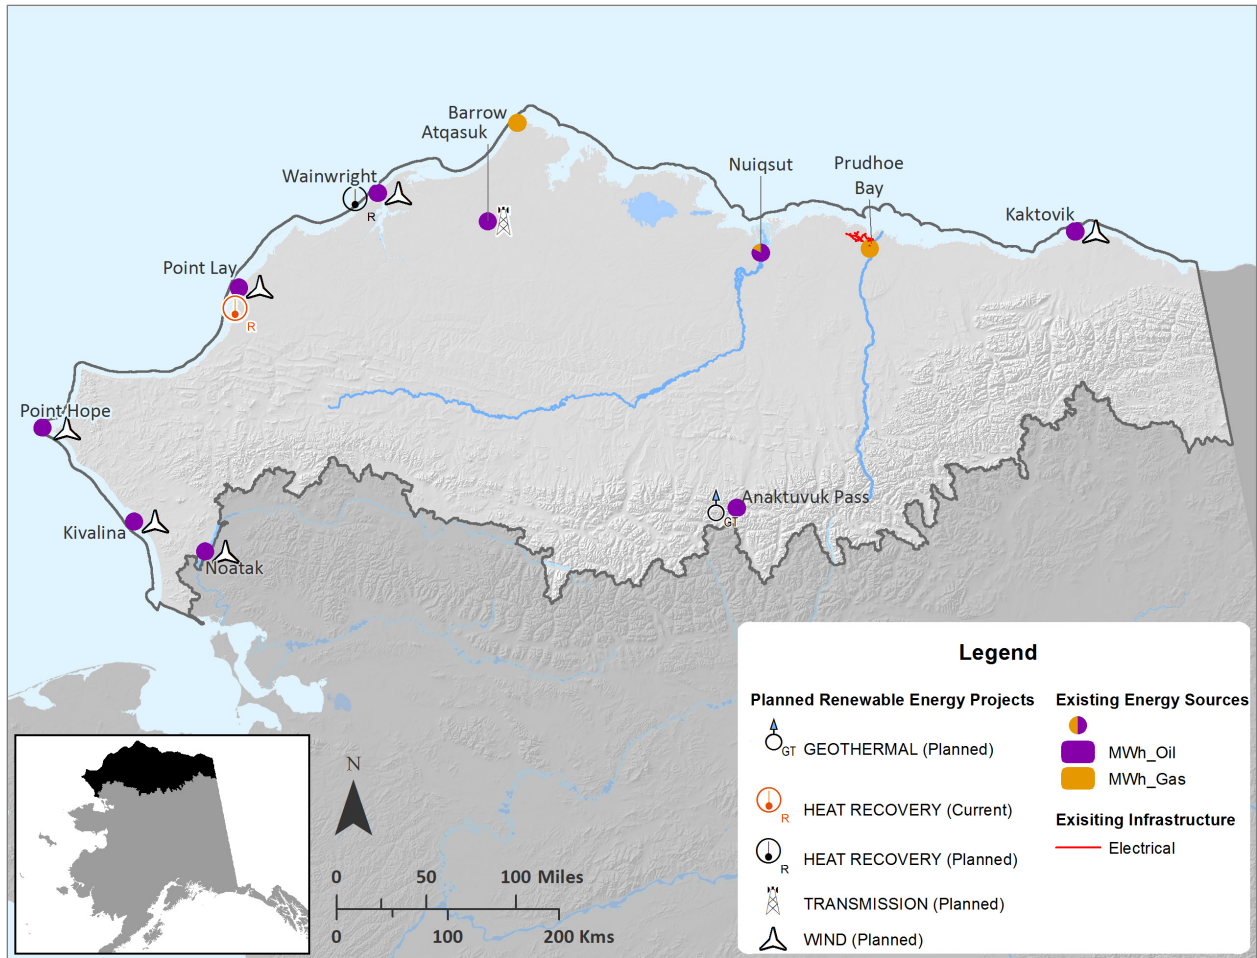 Barrow
Atqasuk
Wainwright
R
Nuiqsut
Prudhoe
Bay
Kaktovik
Point Lay
R
Point Hope
Anaktuvuk Pass
GT
Kivalina
Noatak
Legend
Planned Renewable Energy Projects
GT GEOTHERMAL (Planned)
R HEAT RECOVERY (Current)
R HEAT RECOVERY (Planned)
TRANSMISSION (Planned)
WIND (Planned)
Existing Energy Sources
MWh_Oil
MWh_Gas
Exisiting Infrastructure
Electrical
N
0 50 100 Miles
0 100 200 Kms